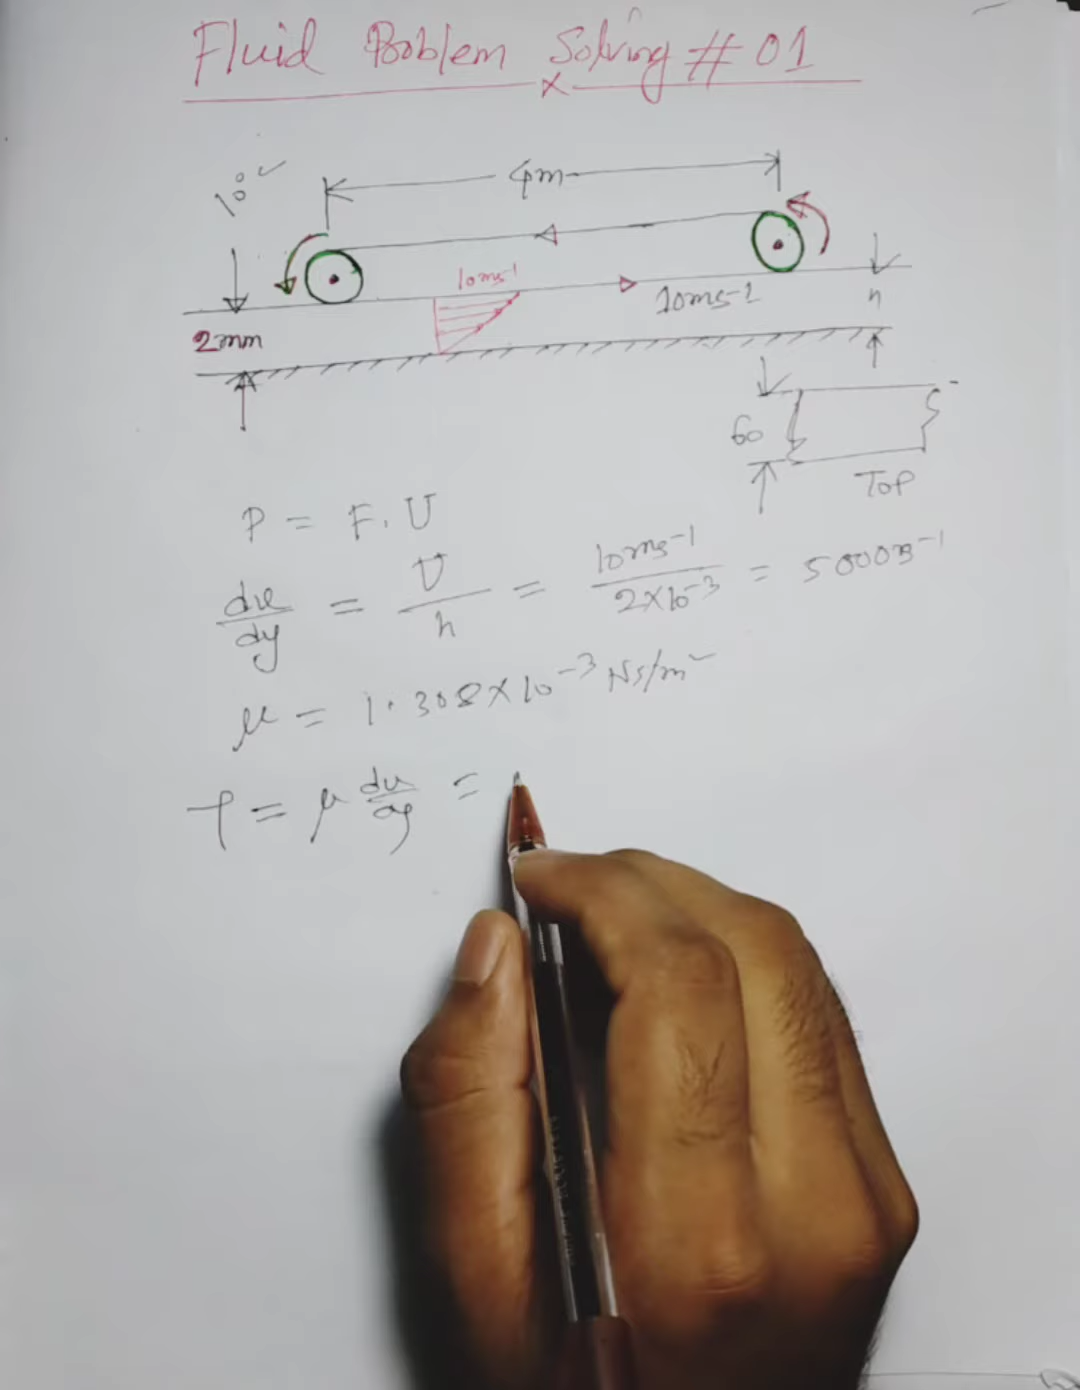 Fluid Problem Solving # 01
10°
4m
10ms-1
10ms-1
h
2mm
60
TOP
P = F. U
du/dy = U/h = 10ms-1/2×10-3 = 5000s-1
μ = 1.308×10-3 Ns/m2
τ = μ du/dy =